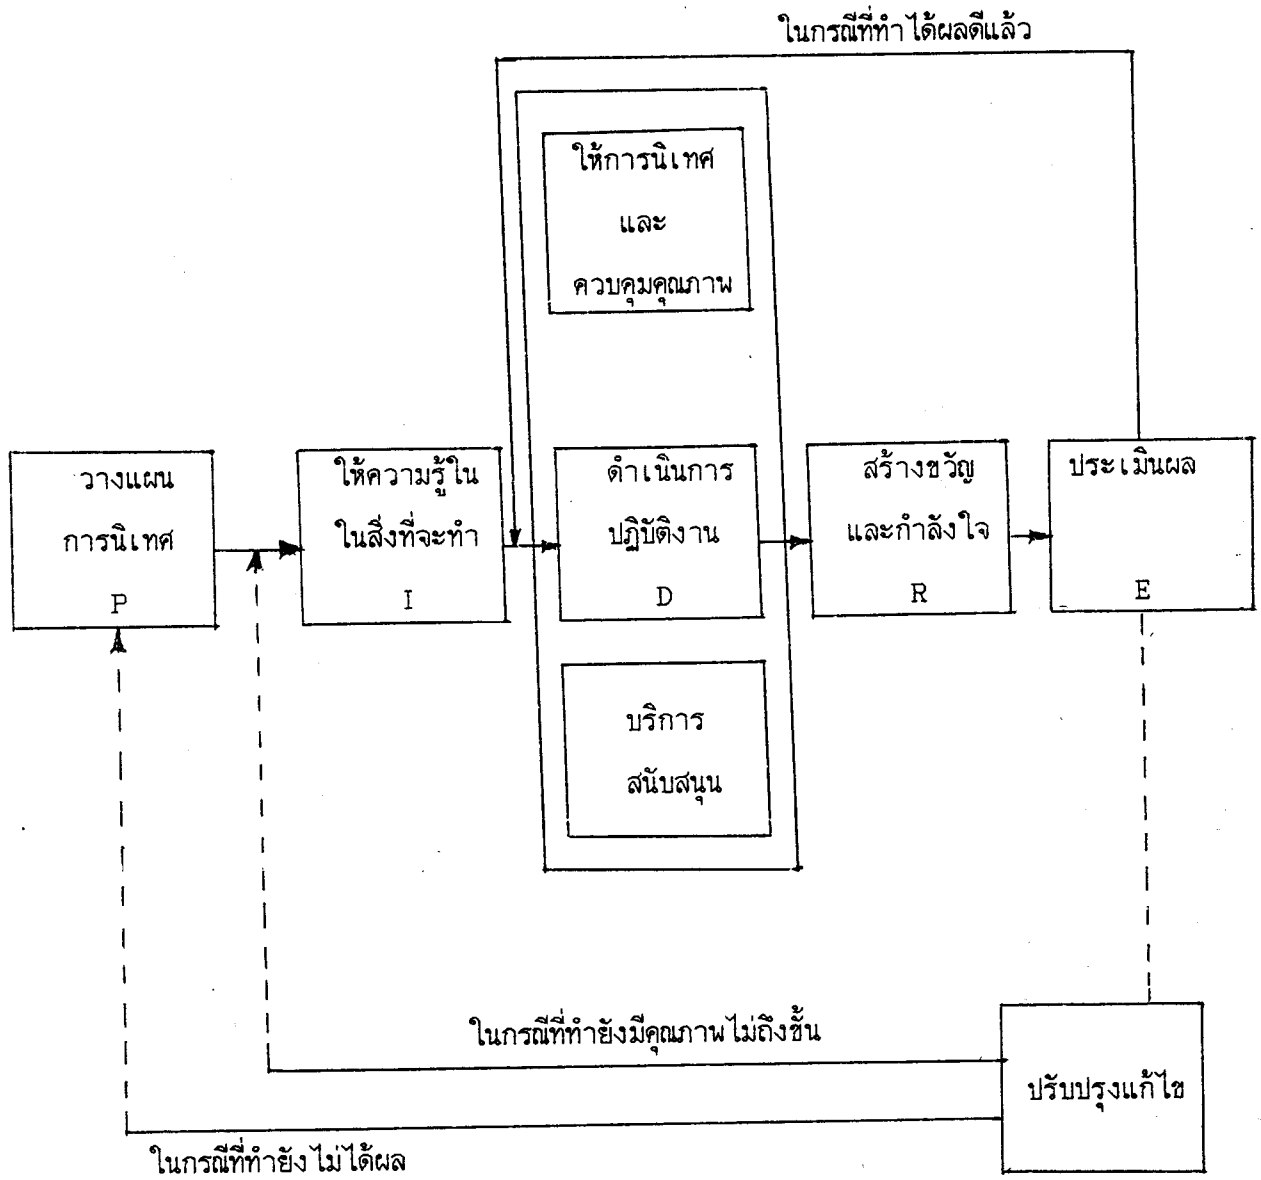 ในกรณีที่ทำได้ผลดีแล้ว
ให้การนิเทศ
และ
ควบคุมคุณภาพ
วางแผน
การนิเทศ
P
ให้ความรู้ใน
ในสิ่งที่จะทำ
I
ดำเนินการ
ปฏิบัติงาน
D
สร้างขวัญ
และกำลังใจ
R
ประเมินผล
E
บริการ
สนับสนุน
ในกรณีที่ทำยังมีคุณภาพไม่ถึงขั้น
ปรับปรุงแก้ไข
ในกรณีที่ทำยังไม่ได้ผล